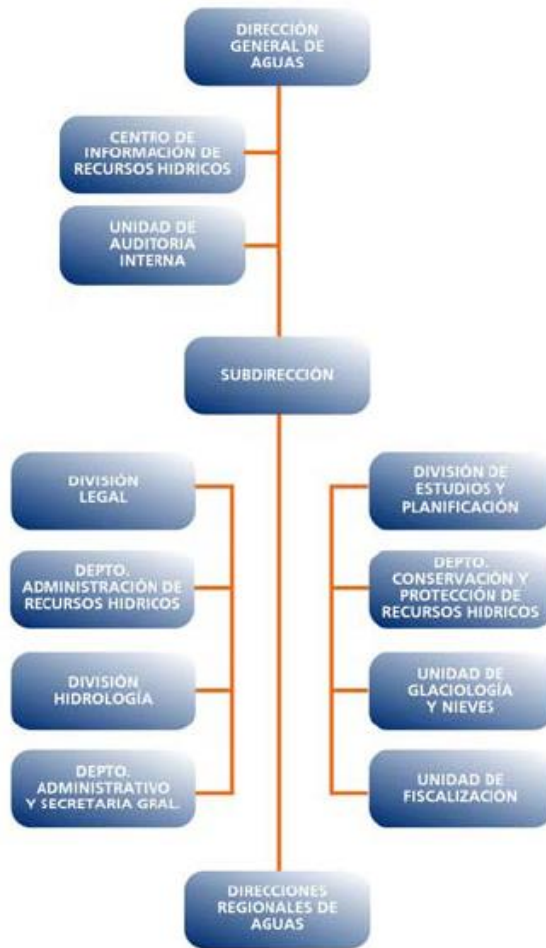 DIRECCIÓN
GENERAL DE
AGUAS
CENTRO DE
INFORMACIÓN DE
RECURSOS HIDRICOS
UNIDAD DE
AUDITORIA
INTERNA
SUBDIRECCIÓN
DIVISIÓN
LEGAL
DEPTO.
ADMINISTRACIÓN DE
RECURSOS HIDRICOS
DIVISIÓN
HIDROLOGÍA
DEPTO.
ADMINISTRATIVO
Y SECRETARÍA GRAL.
DIVISIÓN DE
ESTUDIOS Y
PLANIFICACIÓN
DEPTO.
CONSERVACIÓN Y
PROTECCIÓN DE
RECURSOS HIDRICOS
UNIDAD DE
GLACIOLOGÍA
Y NIEVES
UNIDAD DE
FISCALIZACIÓN
DIRECCIONES
REGIONALES DE
AGUAS